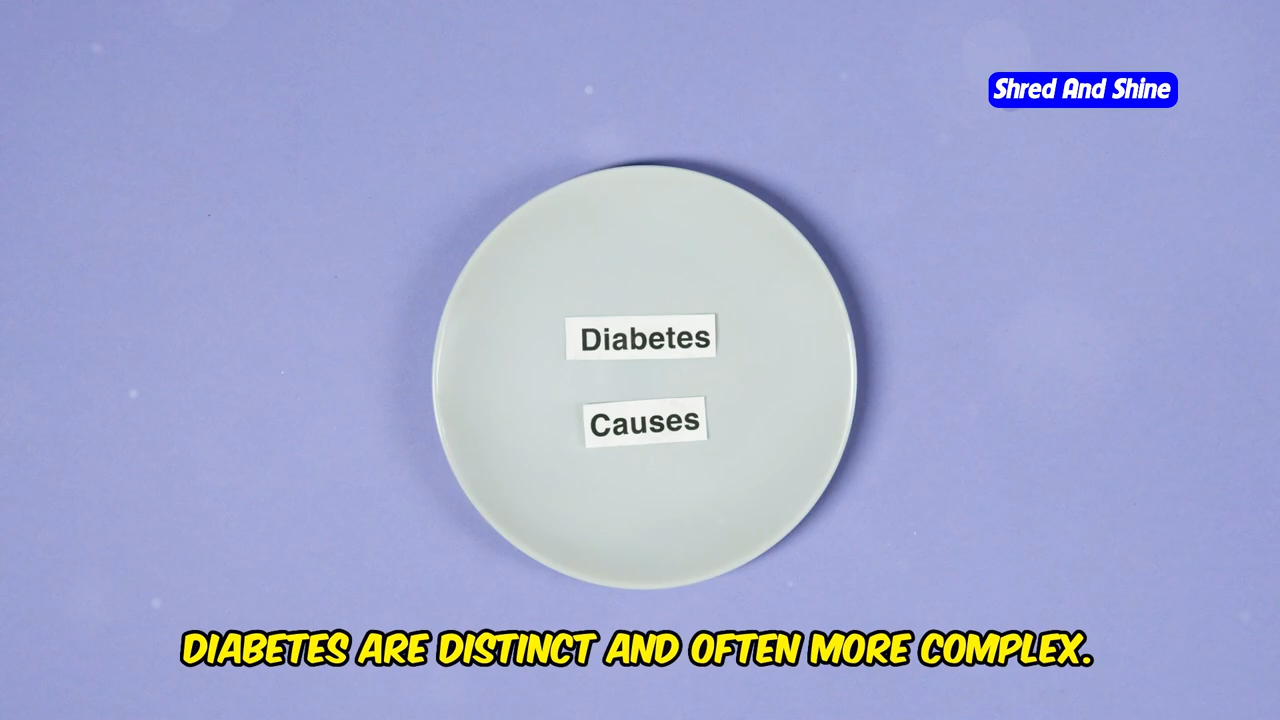 Shred And Shine
Diabetes
Causes
DIABETES ARE DISTINCT AND OFTEN MORE COMPLEX.